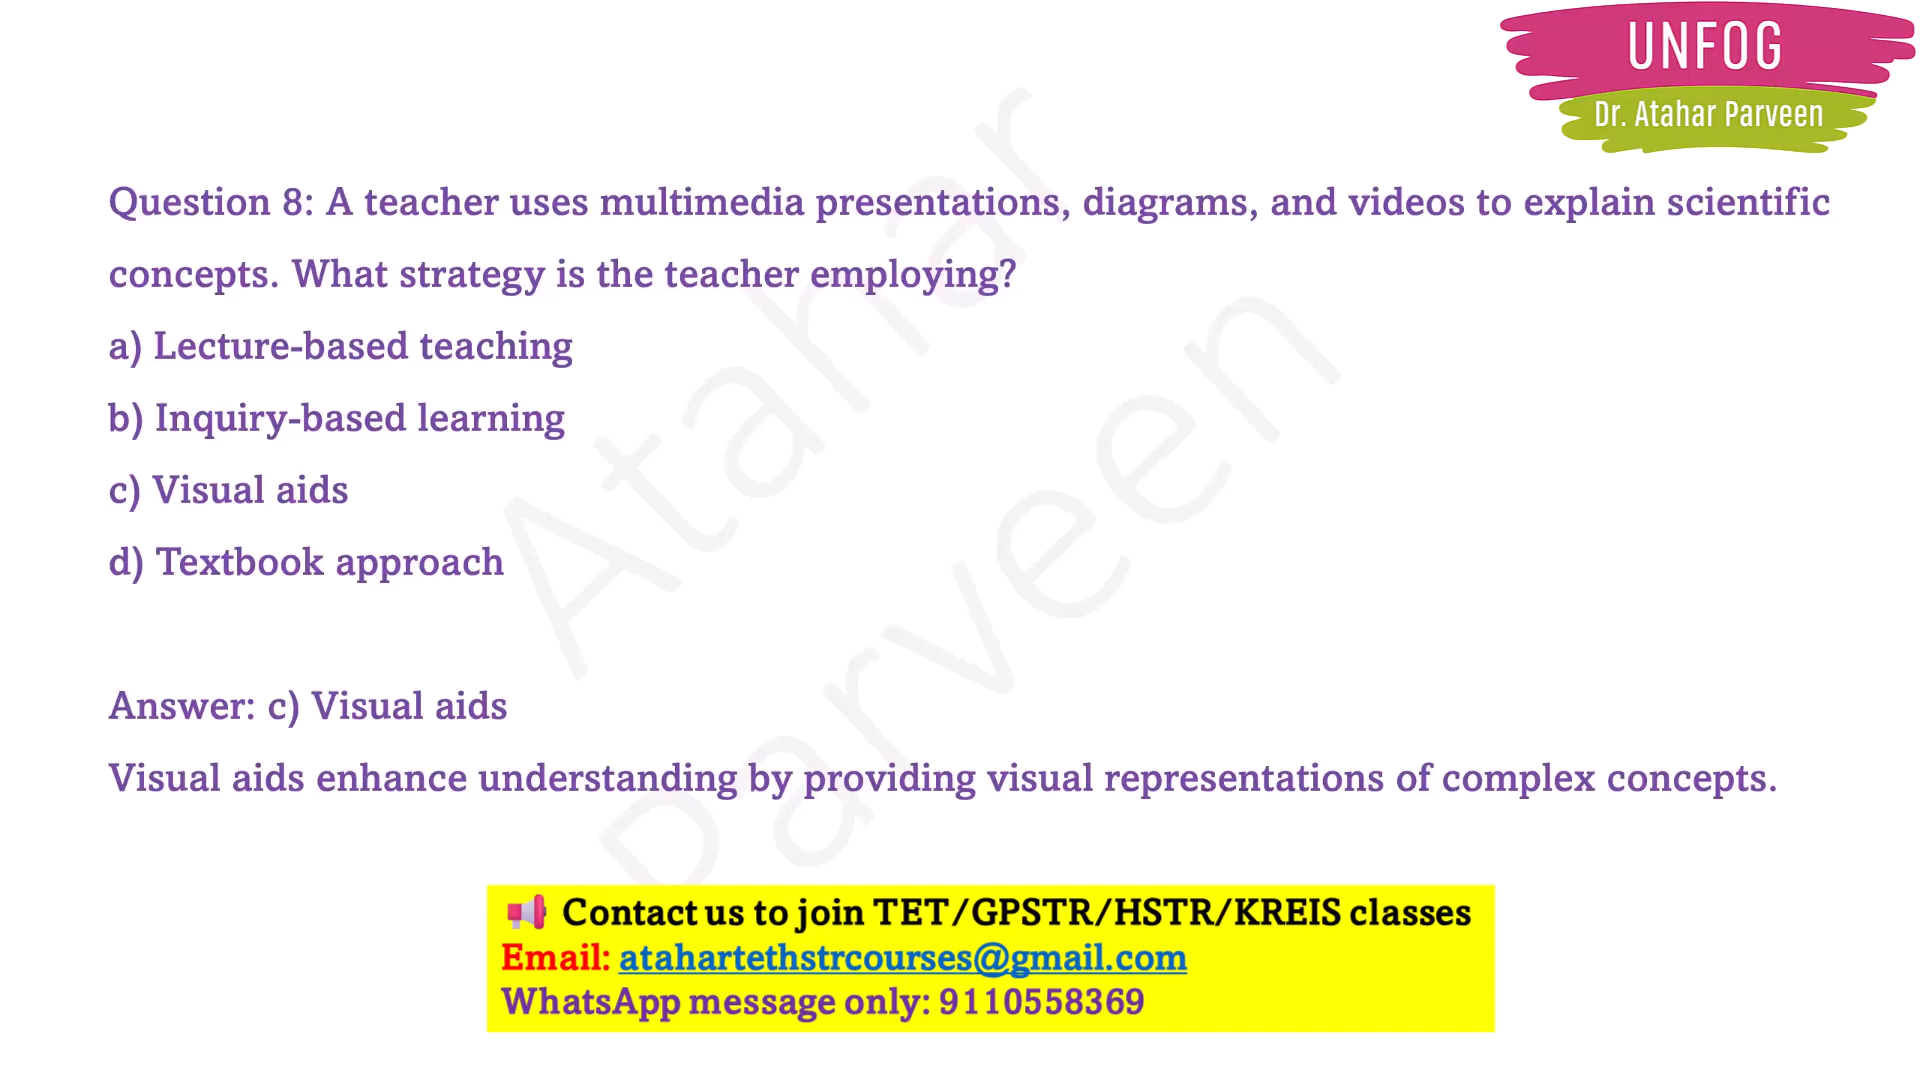 UNFOG
Dr. Atahar Parveen
Question 8: A teacher uses multimedia presentations, diagrams, and videos to explain scientific
concepts. What strategy is the teacher employing?
a) Lecture-based teaching
b) Inquiry-based learning
c) Visual aids
d) Textbook approach
Answer: c) Visual aids
Visual aids enhance understanding by providing visual representations of complex concepts.
Contact us to join TET/GPSTR/HSTR/KREIS classes
Email: atahartethstrcourses@gmail.com
WhatsApp message only: 9110558369
Atahar
Parveen